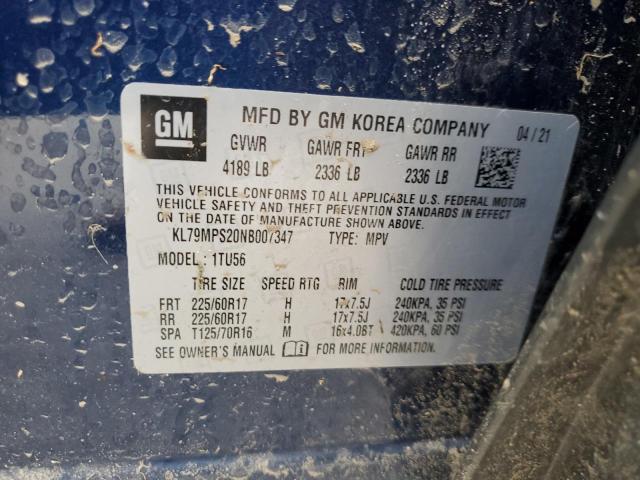 GM
MFD BY GM KOREA COMPANY 04/21
GVWR GAWR FRT GAWR RR
4189 LB 2336 LB 2336 LB
THIS VEHICLE CONFORMS TO ALL APPLICABLE U.S. FEDERAL MOTOR
VEHICLE SAFETY AND THEFT PREVENTION STANDARDS IN EFFECT
ON THE DATE OF MANUFACTURE SHOWN ABOVE.
KL79MPS20NB007347 TYPE: MPV
MODEL: 1TU56
TIRE SIZE SPEED RTG RIM COLD TIRE PRESSURE
FRT 225/60R17 H 17x7.5J 240KPA, 35 PSI
RR 225/60R17 H 17x7.5J 240KPA, 35 PSI
SPA T125/70R16 M 16x4.0BT 420KPA, 60 PSI
SEE OWNER'S MANUAL FOR MORE INFORMATION